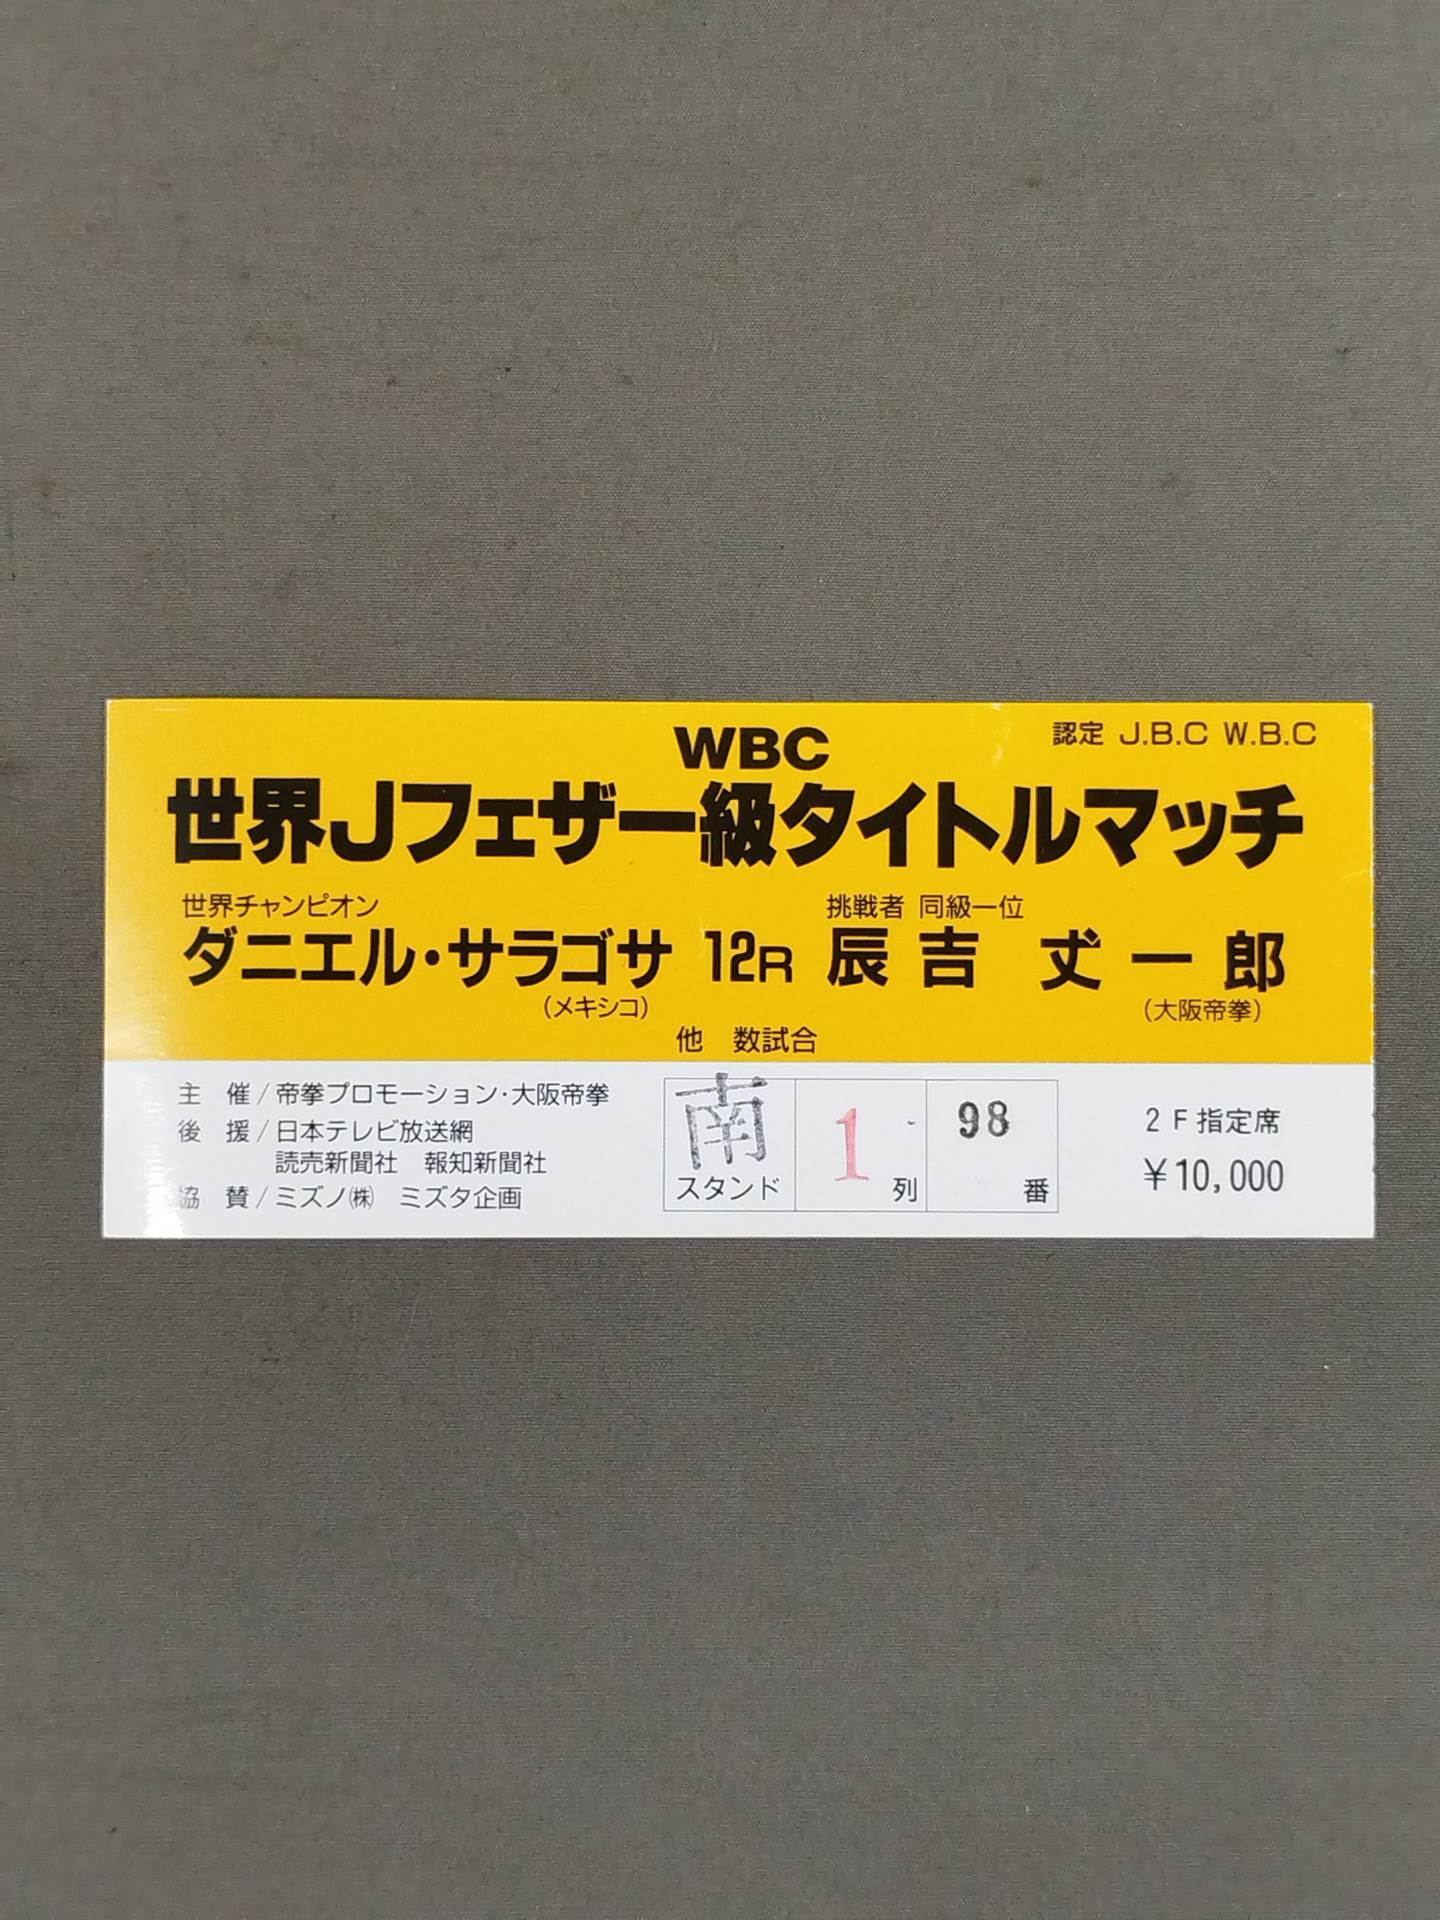 WBC
認定 J.B.C W.B.C
世界Jフェザー級タイトルマッチ
世界チャンピオン
挑戦者 同級一位
ダニエル・サラゴサ 12R 辰吉 丈一郎
(メキシコ)
(大阪帝拳)
他 数試合
主 催/帝拳プロモーション・大阪帝拳
後 援/日本テレビ放送網
読売新聞社 報知新聞社
協 賛/ミズノ㈱ ミズタ企画
南 スタンド
1 列
98 番
2F指定席
¥10,000